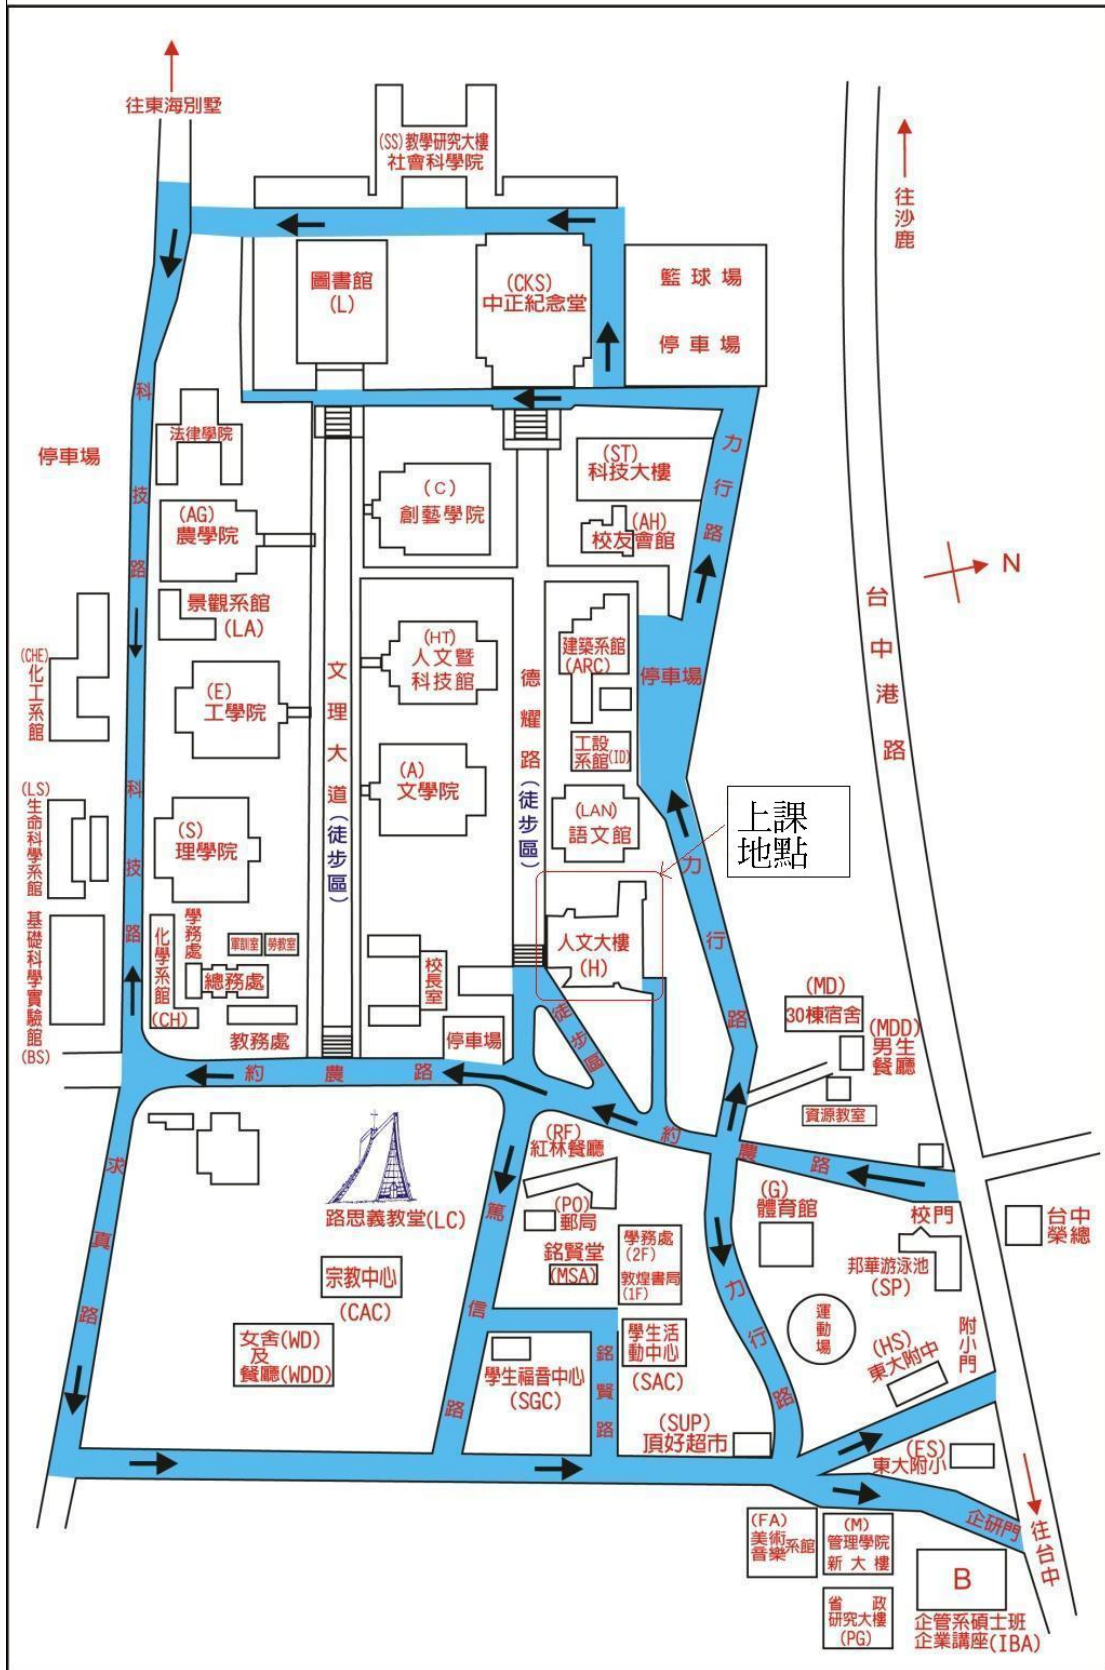 往東海別墅
(SS)教學研究大樓
社會科學院
往沙鹿
圖書館
(L)
(CKS)
中正紀念堂
籃球場
停車場
科技路
停車場
法律學院
(AG)
農學院
(C)
創藝學院
(ST)
科技大樓
(AH)
校友會館
力行路
N
台中港路
景觀系館
(LA)
(CHE)
化工系館
(E)
工學院
文理大道(徒步區)
(HT)
人文暨
科技館
德耀路(徒步區)
建築系館
(ARC)
停車場
工設
系館(ID)
(A)
文學院
(LAN)
語文館
上課
地點
(LS)
生命科學系館
科技路
(S)
理學院
力行路
基礎科學實驗館
(BS)
化學系館
(CH)
學務處
軍訓室
勞教室
總務處
教務處
校長室
停車場
人文大樓
(H)
徒步區
(MD)
30棟宿舍
(MDD)
男生
餐廳
資源教室
約農路
約農路
(RF)
紅林餐廳
(PO)
郵局
銘賢堂
(MSA)
學務處
(2F)
敦煌書局
(1F)
(G)
體育館
校門
台中
榮總
邦華游泳池
(SP)
路思義教堂(LC)
宗教中心
(CAC)
女舍(WD)
及
餐廳(WDD)
求真路
篤信路
學生福音中心
(SGC)
銘賢路
學生活
動中心
(SAC)
力行路
運動場
(HS)
東大附中
附小門
(SUP)
頂好超市
(ES)
東大附小
企研門
往台中
(FA)
美術
音樂
系館
(M)
管理學院
新大樓
省政
研究大樓
(PG)
B
企管系碩士班
企業講座(IBA)